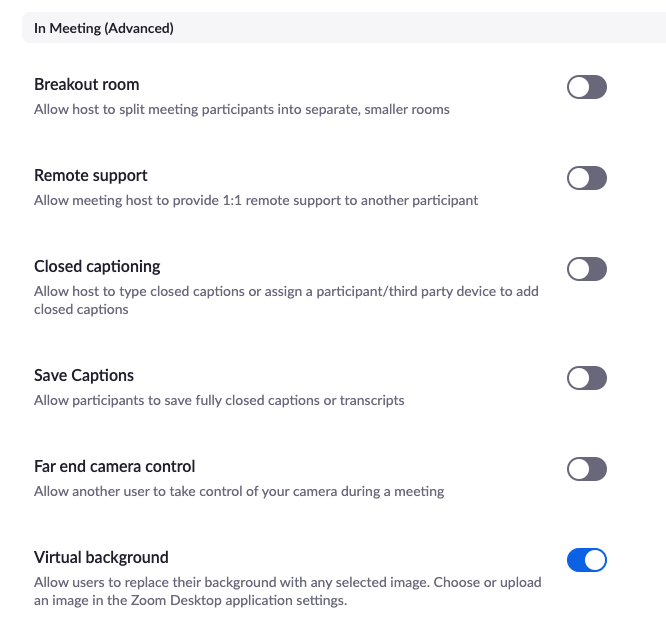 In Meeting (Advanced)
Breakout room
Allow host to split meeting participants into separate, smaller rooms
Remote support
Allow meeting host to provide 1:1 remote support to another participant
Closed captioning
Allow host to type closed captions or assign a participant/third party device to add
closed captions
Save Captions
Allow participants to save fully closed captions or transcripts
Far end camera control
Allow another user to take control of your camera during a meeting
Virtual background
Allow users to replace their background with any selected image. Choose or upload
an image in the Zoom Desktop application settings.